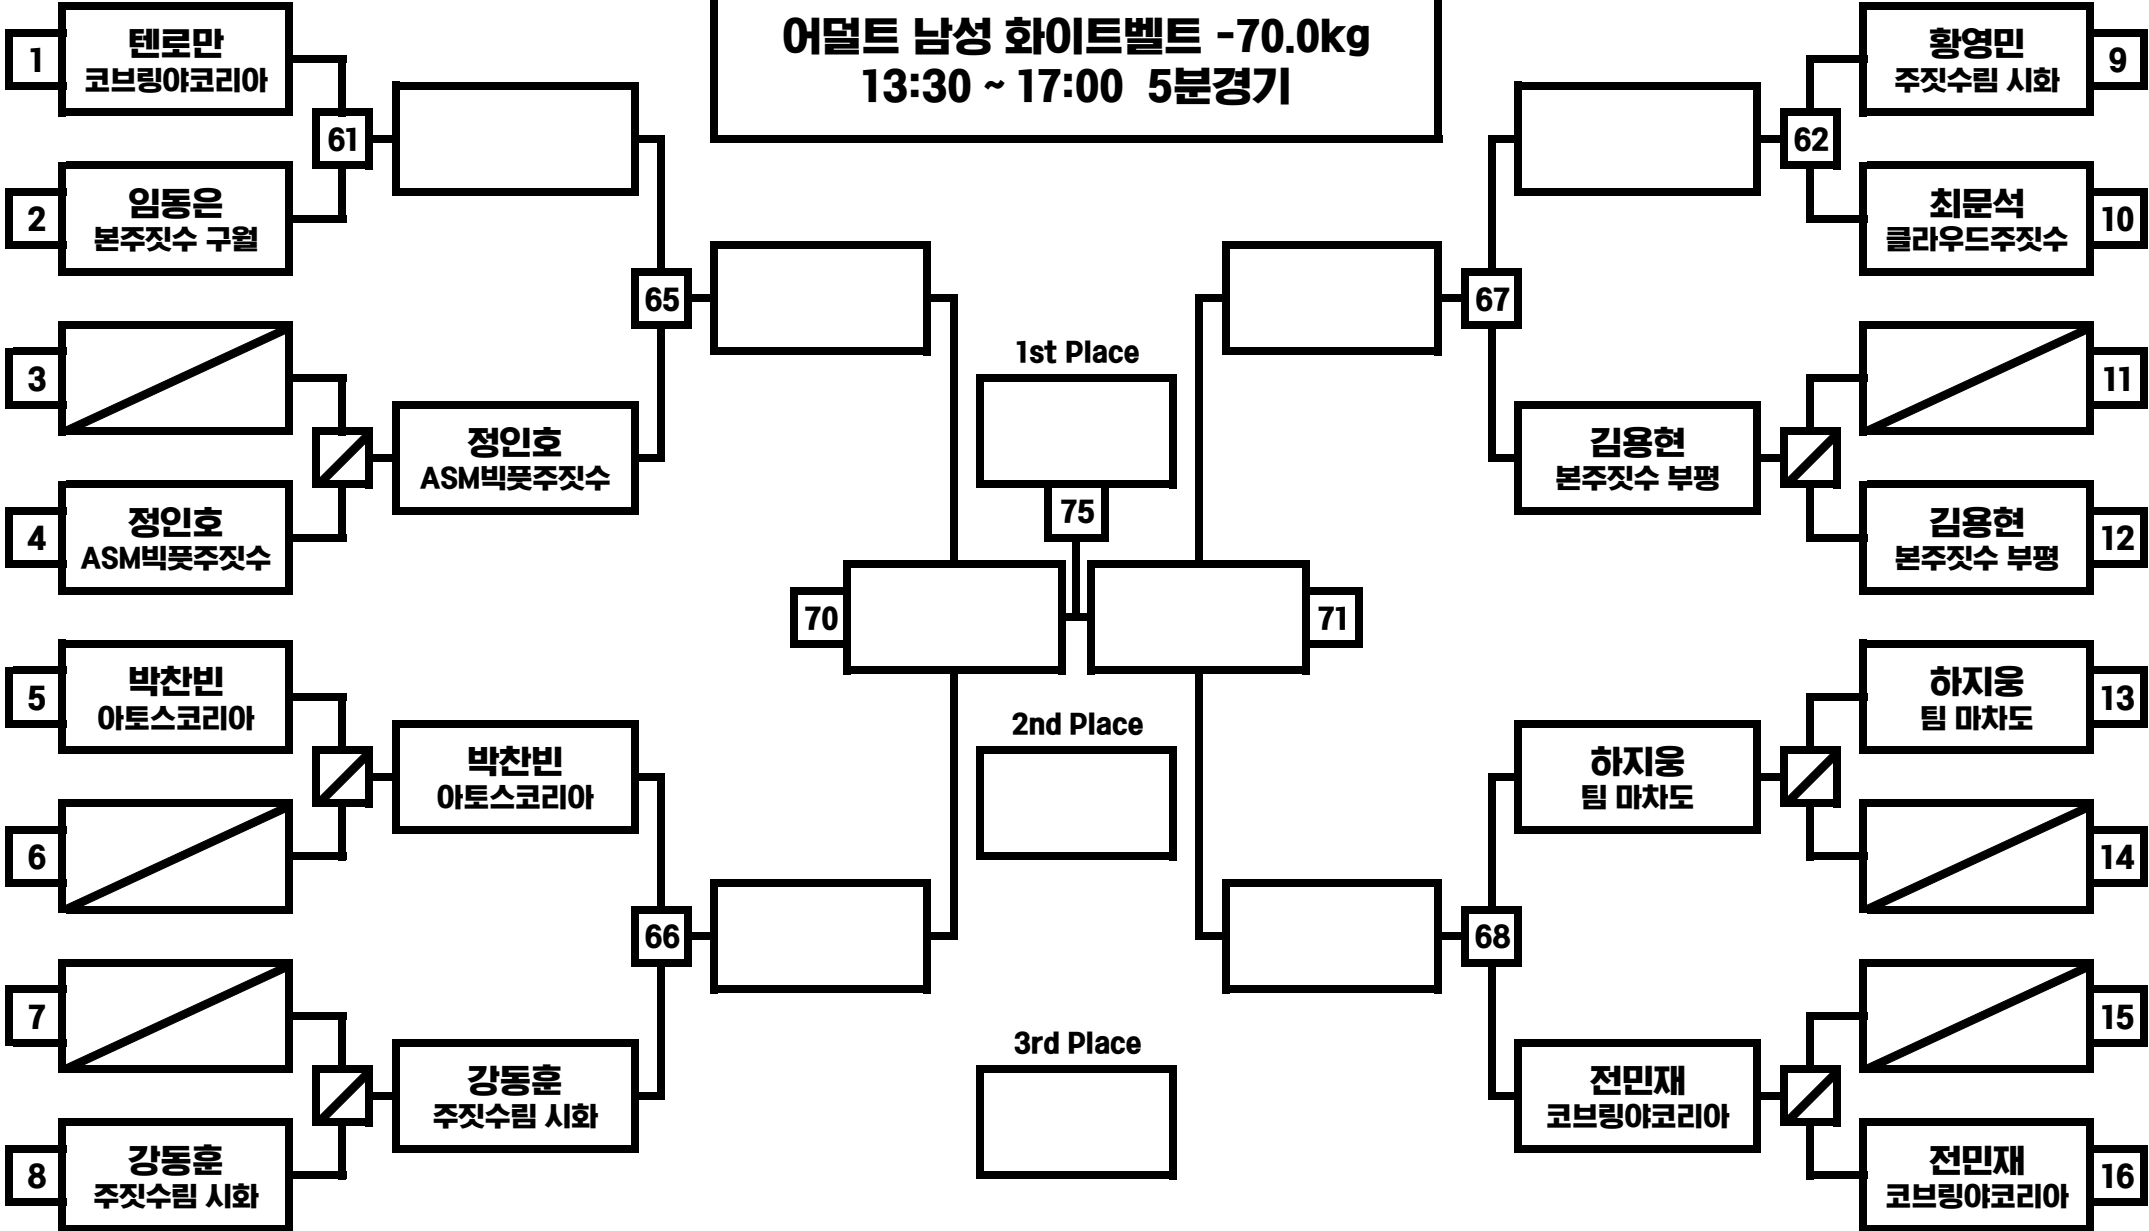 어덜트 남성 화이트벨트 -70.0kg
13:30 ~ 17:00 5분경기
1
텐로만
코브링야코리아
2
임동은
본주짓수 구월
61
3
4
정인호
ASM빅풋주짓수
정인호
ASM빅풋주짓수
65
5
박찬빈
아토스코리아
6
박찬빈
아토스코리아
7
8
강동훈
주짓수림 시화
강동훈
주짓수림 시화
66
70
1st Place
75
2nd Place
3rd Place
71
9
황영민
주짓수림 시화
10
최문석
클라우드주짓수
62
11
12
김용현
본주짓수 부평
김용현
본주짓수 부평
67
13
하지웅
팀 마차도
14
하지웅
팀 마차도
15
16
전민재
코브링야코리아
전민재
코브링야코리아
68